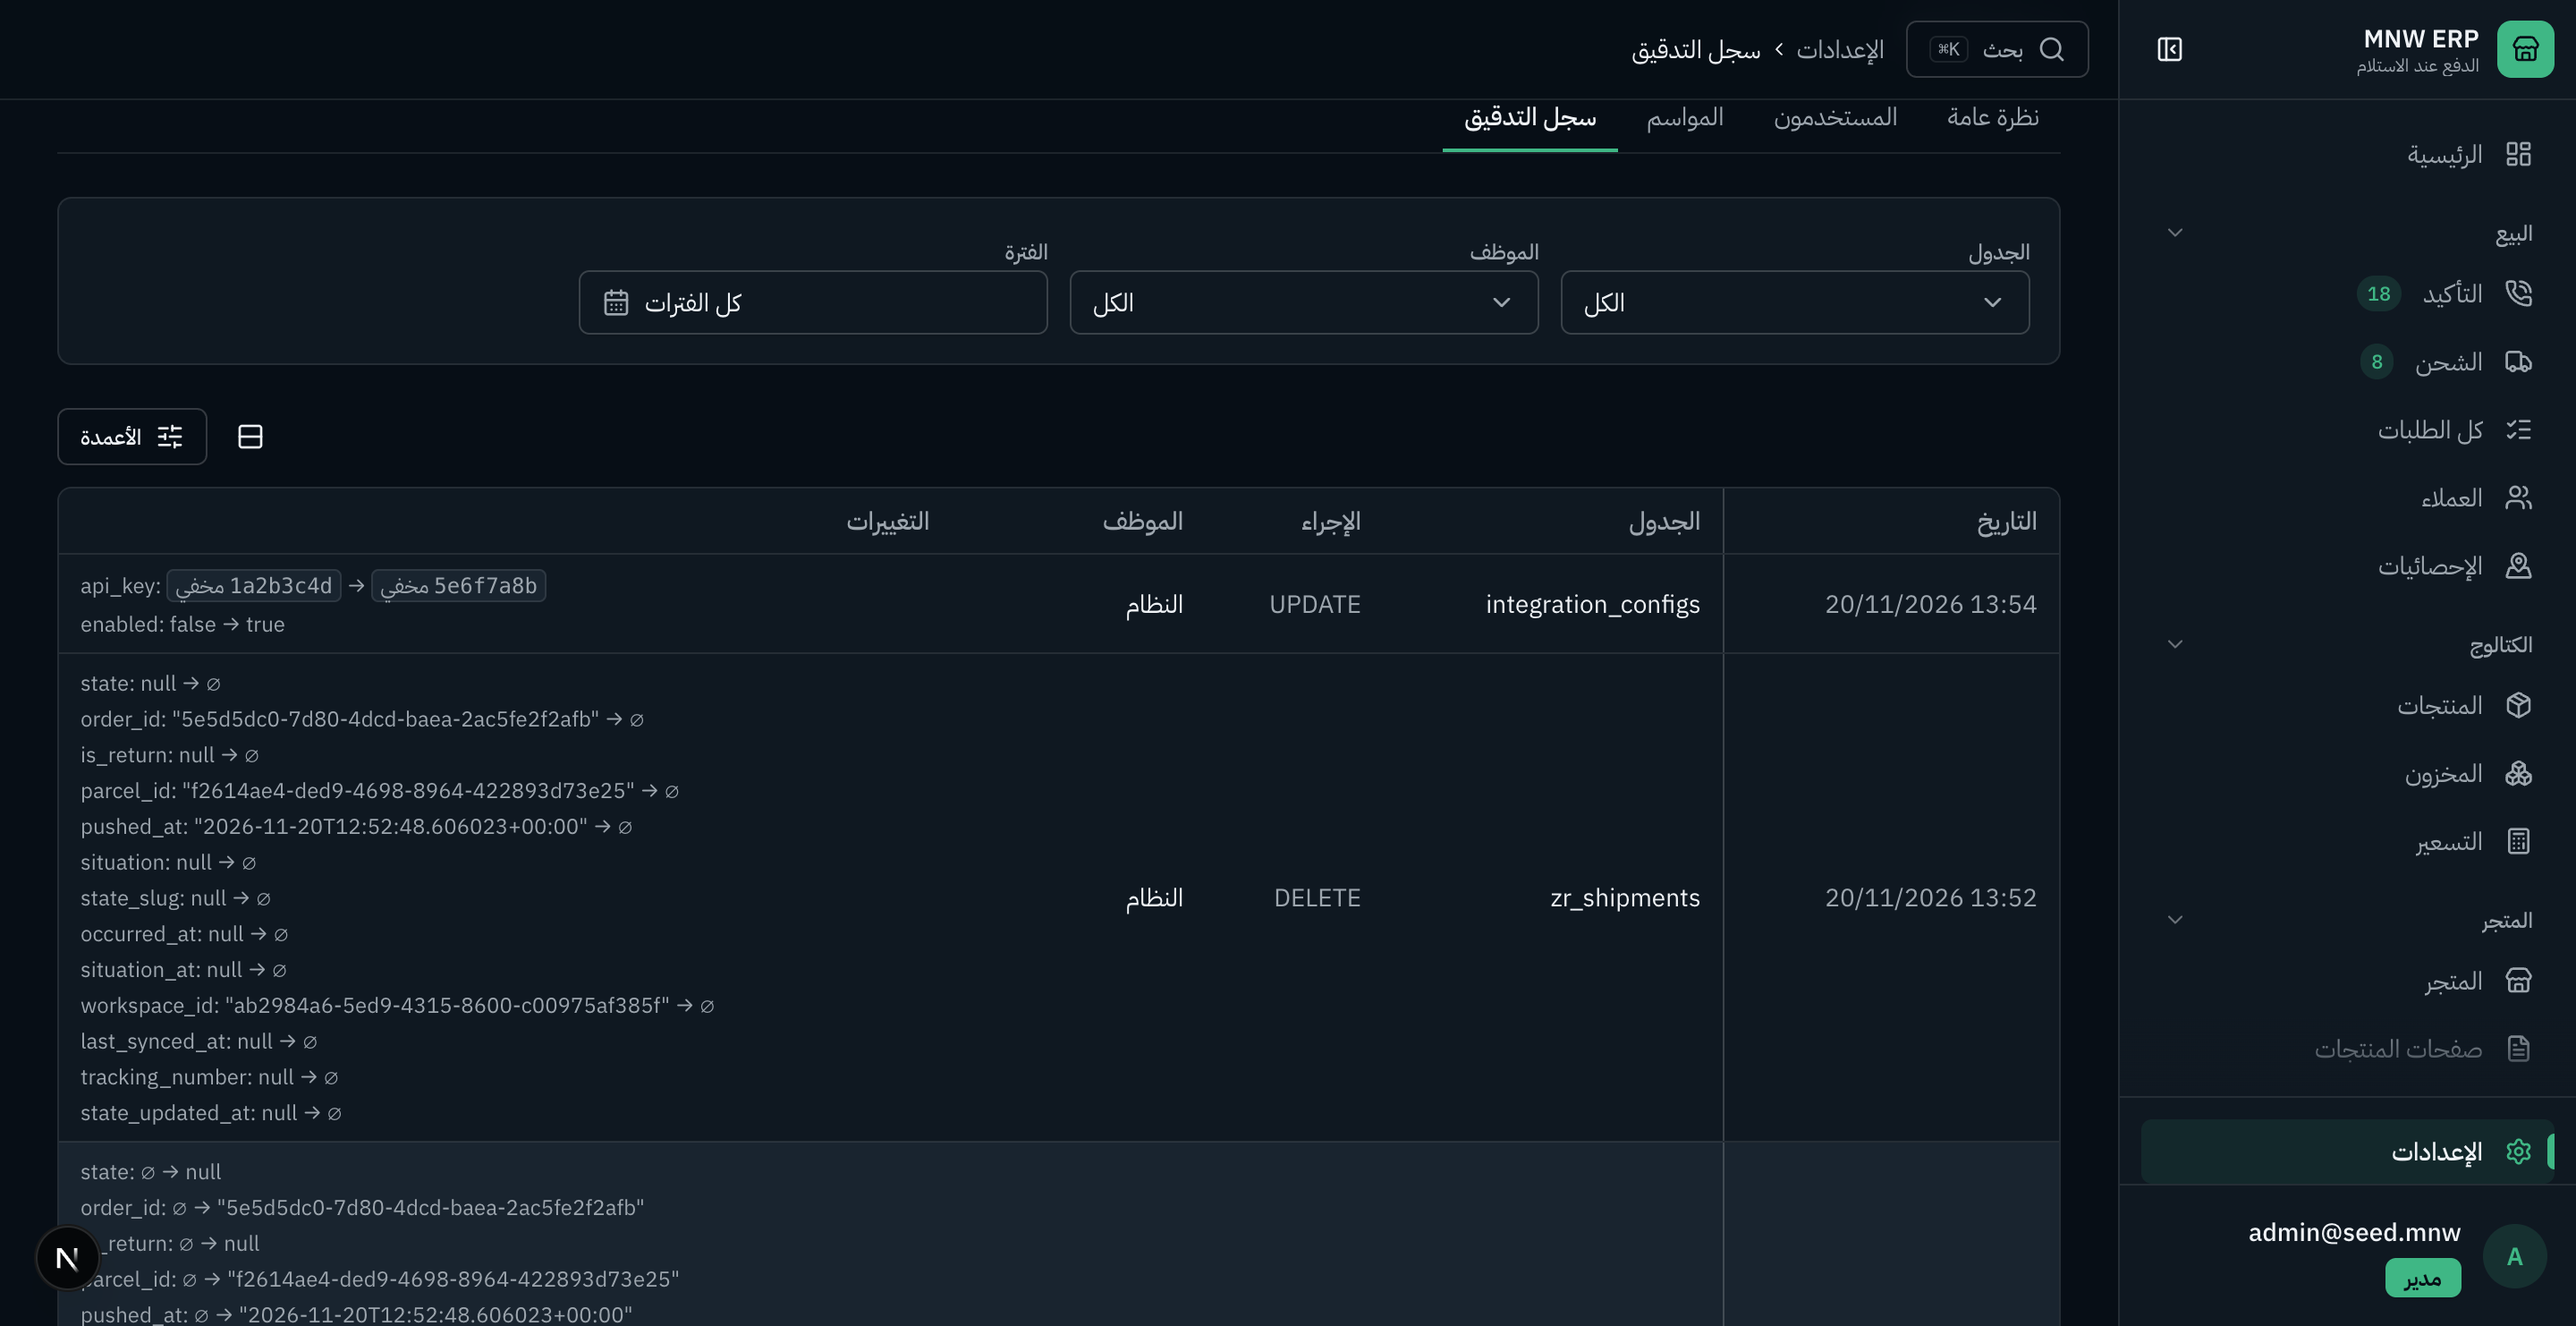 MNW ERP
الدفع عند الاستلام
بحث ⌘K
الإعدادات › سجل التدقيق
الرئيسية
البيع
التأكيد 18
الشحن 8
كل الطلبات
العملاء
الإحصائيات
الكتالوج
المنتجات
المخزون
التسعير
المتجر
المتجر
صفحات المنتجات
الإعدادات
admin@seed.mnw
مدير
A
نظرة عامة المستخدمون المواسم سجل التدقيق
الجدول الموظف الفترة
الكل الكل كل الفترات
الأعمدة
التاريخ الجدول الإجراء الموظف التغييرات
20/11/2026 13:54 integration_configs UPDATE النظام
api_key: 1a2b3c4d مخفي → 5e6f7a8b مخفي
enabled: false → true
20/11/2026 13:52 zr_shipments DELETE النظام
state: null → ∅
order_id: "5e5d5dc0-7d80-4dcd-baea-2ac5fe2f2afb" → ∅
is_return: null → ∅
parcel_id: "f2614ae4-ded9-4698-8964-422893d73e25" → ∅
pushed_at: "2026-11-20T12:52:48.606023+00:00" → ∅
situation: null → ∅
state_slug: null → ∅
occurred_at: null → ∅
situation_at: null → ∅
workspace_id: "ab2984a6-5ed9-4315-8600-c00975af385f" → ∅
last_synced_at: null → ∅
tracking_number: null → ∅
state_updated_at: null → ∅
state: ∅ → null
order_id: ∅ → "5e5d5dc0-7d80-4dcd-baea-2ac5fe2f2afb"
_return: ∅ → null
arcel_id: ∅ → "f2614ae4-ded9-4698-8964-422893d73e25"
pushed_at: ∅ → "2026-11-20T12:52:48.606023+00:00"
N